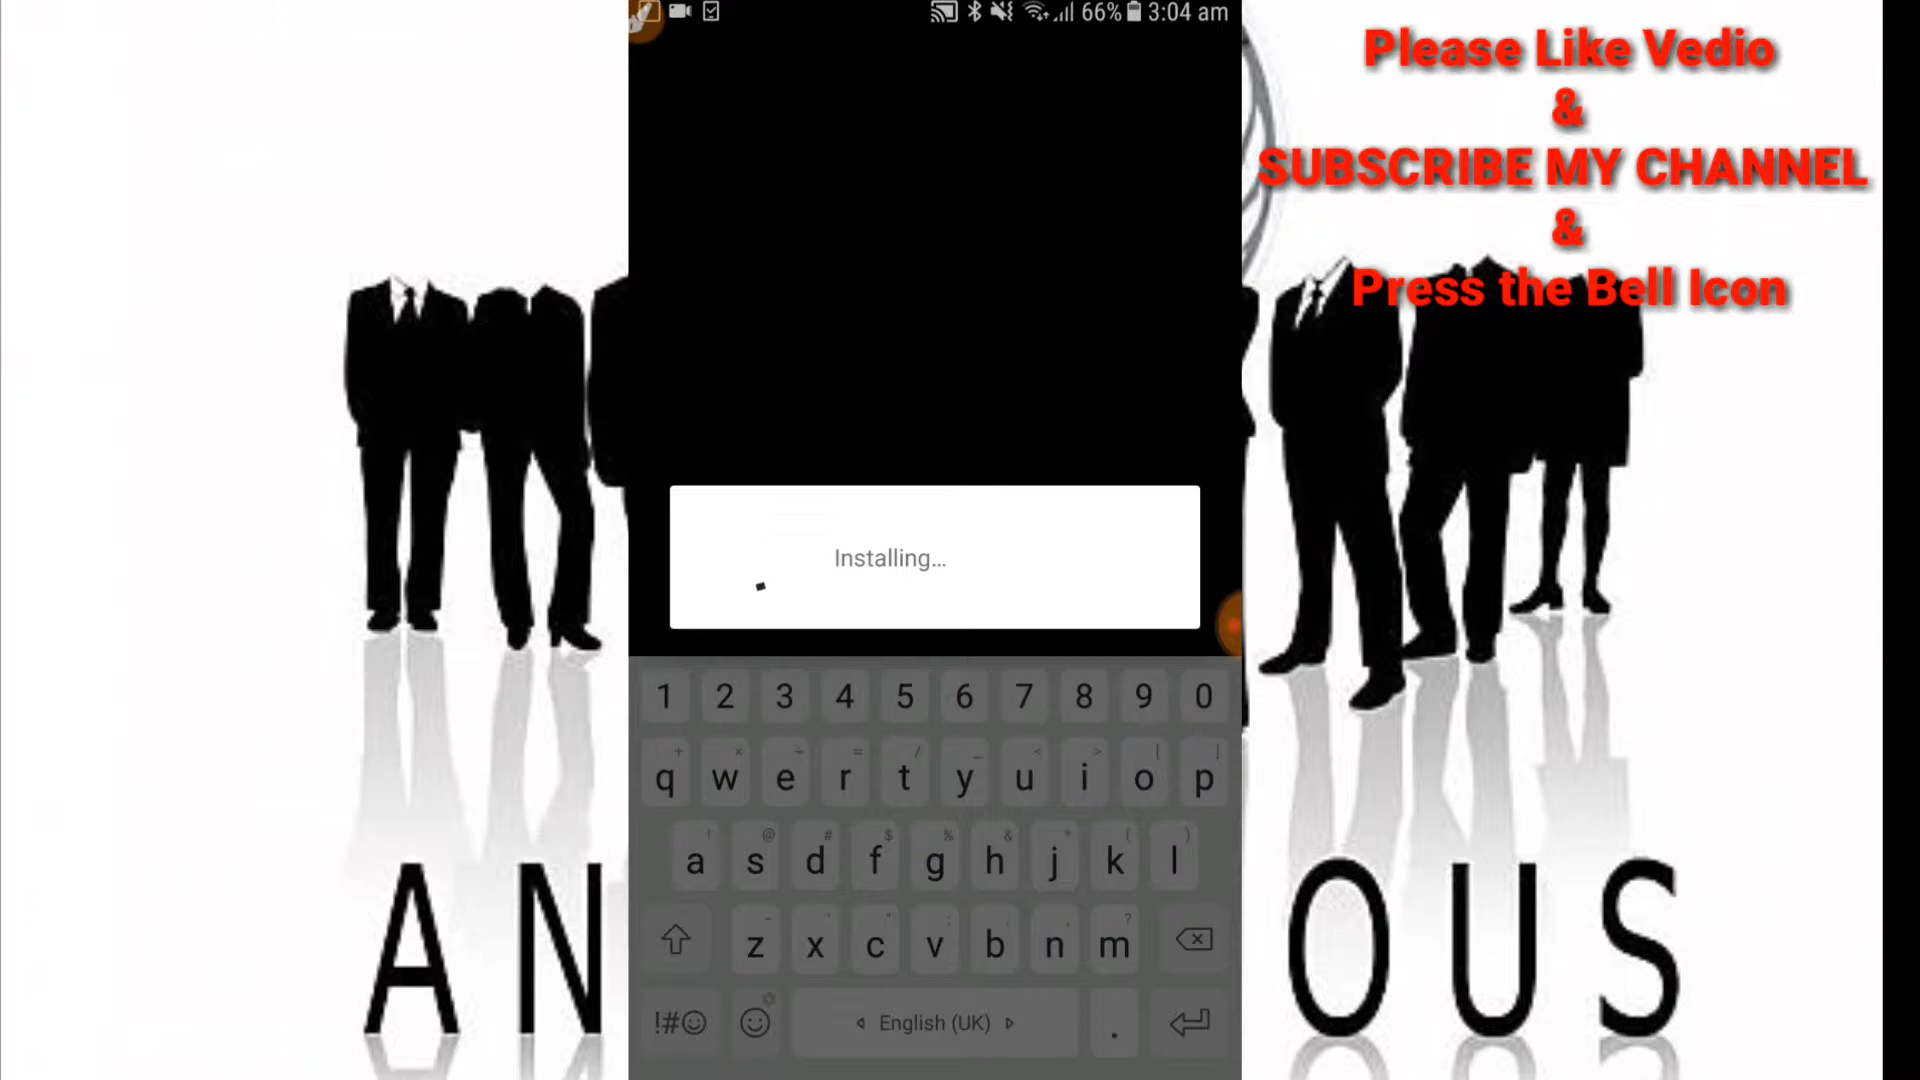 66% 3:04 am
Please Like Vedio
&
SUBSCRIBE MY CHANNEL
&
Press the Bell Icon
Installing...
1 2 3 4 5 6 7 8 9 0
q w e r t y u i o p
a s d f g h j k l
z x c v b n m
!#☺ English (UK) .
AN OUS